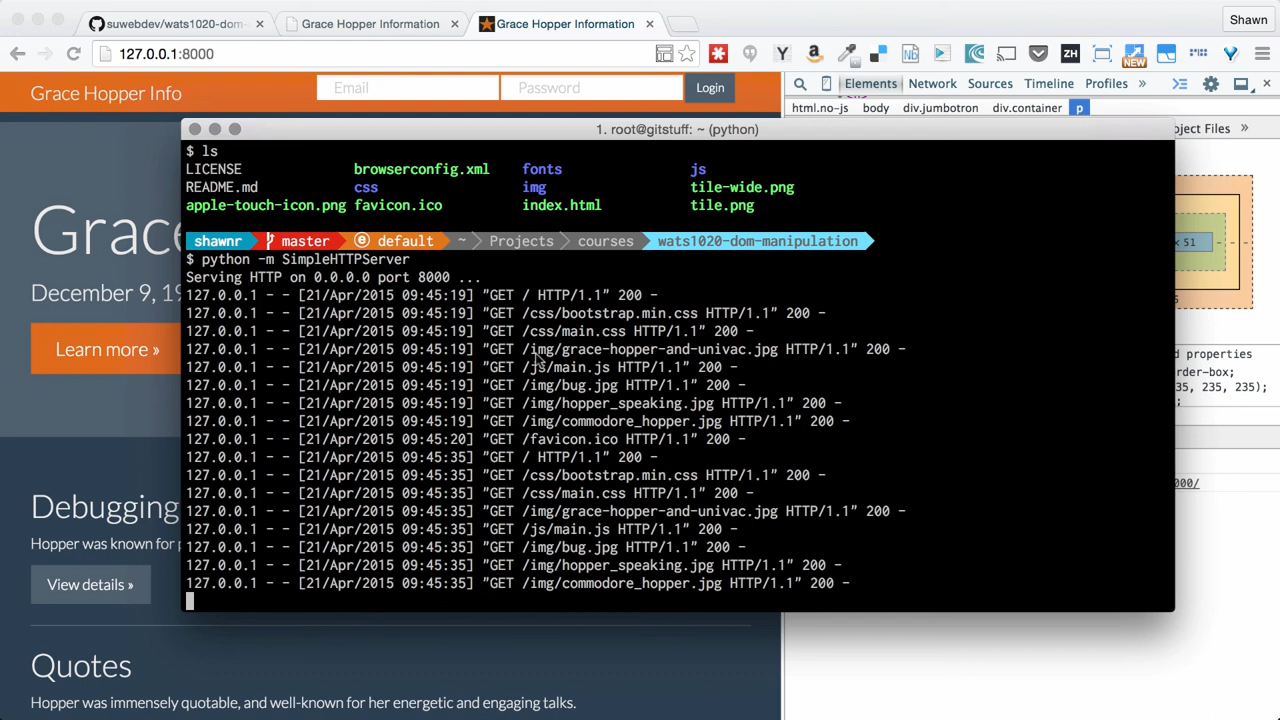 suwebdev/wats1020-dom-
Grace Hopper Information
Grace Hopper Information
Shawn
127.0.0.1:8000
NEW
Grace Hopper Info
Email
Password
Login
Elements
Network
Sources
Timeline
Profiles
»
html.no-js
body
div.jumbotron
div.container
p
1. root@gitstuff: ~ (python)
oject Files
»
$ ls
LICENSE browserconfig.xml fonts js
README.md css img tile-wide.png
apple-touch-icon.png favicon.ico index.html tile.png
shawnr master default ~ Projects courses wats1020-dom-manipulation
$ python -m SimpleHTTPServer
Serving HTTP on 0.0.0.0 port 8000 ...
127.0.0.1 - - [21/Apr/2015 09:45:19] "GET / HTTP/1.1" 200 -
127.0.0.1 - - [21/Apr/2015 09:45:19] "GET /css/bootstrap.min.css HTTP/1.1" 200 -
127.0.0.1 - - [21/Apr/2015 09:45:19] "GET /css/main.css HTTP/1.1" 200 -
127.0.0.1 - - [21/Apr/2015 09:45:19] "GET /img/grace-hopper-and-univac.jpg HTTP/1.1" 200 -
127.0.0.1 - - [21/Apr/2015 09:45:19] "GET /js/main.js HTTP/1.1" 200 -
127.0.0.1 - - [21/Apr/2015 09:45:19] "GET /img/bug.jpg HTTP/1.1" 200 -
127.0.0.1 - - [21/Apr/2015 09:45:19] "GET /img/hopper_speaking.jpg HTTP/1.1" 200 -
127.0.0.1 - - [21/Apr/2015 09:45:19] "GET /img/commodore_hopper.jpg HTTP/1.1" 200 -
127.0.0.1 - - [21/Apr/2015 09:45:20] "GET /favicon.ico HTTP/1.1" 200 -
127.0.0.1 - - [21/Apr/2015 09:45:35] "GET / HTTP/1.1" 200 -
127.0.0.1 - - [21/Apr/2015 09:45:35] "GET /css/bootstrap.min.css HTTP/1.1" 200 -
127.0.0.1 - - [21/Apr/2015 09:45:35] "GET /css/main.css HTTP/1.1" 200 -
127.0.0.1 - - [21/Apr/2015 09:45:35] "GET /img/grace-hopper-and-univac.jpg HTTP/1.1" 200 -
127.0.0.1 - - [21/Apr/2015 09:45:35] "GET /js/main.js HTTP/1.1" 200 -
127.0.0.1 - - [21/Apr/2015 09:45:35] "GET /img/bug.jpg HTTP/1.1" 200 -
127.0.0.1 - - [21/Apr/2015 09:45:35] "GET /img/hopper_speaking.jpg HTTP/1.1" 200 -
127.0.0.1 - - [21/Apr/2015 09:45:35] "GET /img/commodore_hopper.jpg HTTP/1.1" 200 -
Grace
December 9, 19
Learn more »
Debugging
Hopper was known for
View details »
Quotes
Hopper was immensely quotable, and well-known for her energetic and engaging talks.
× 51
d properties
er-box;
35, 235);
000/